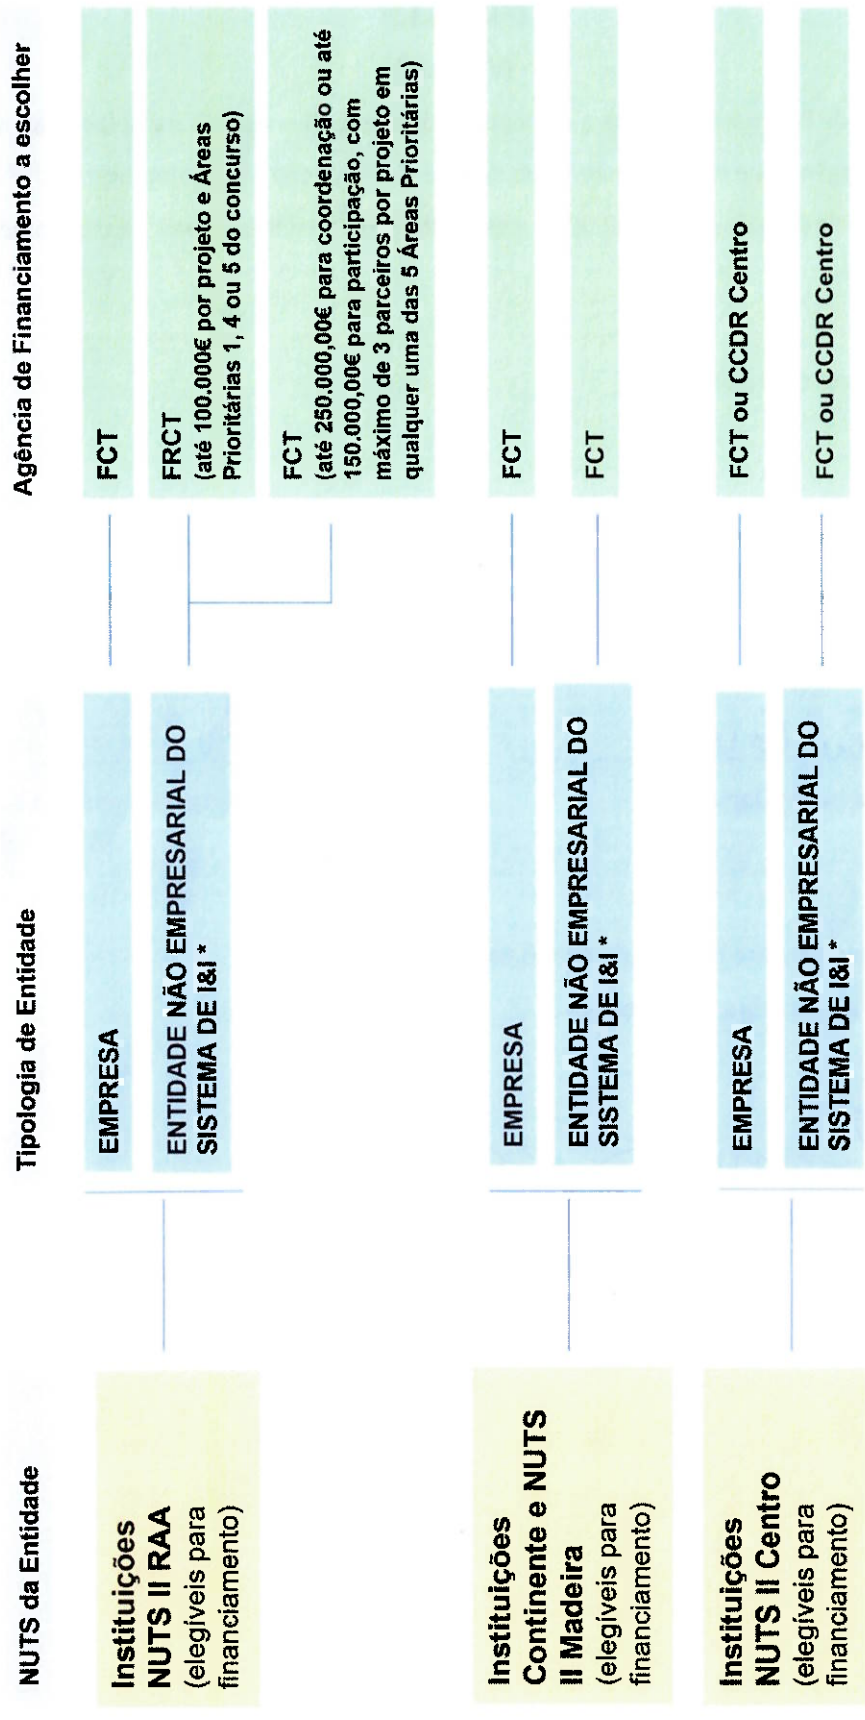 NUTS da Entidade
Tipologia de Entidade
Agência de Financiamento a escolher
Instituições
NUTS II RAA
(elegíveis para
financiamento)
EMPRESA
FCT
ENTIDADE NÃO EMPRESARIAL DO
SISTEMA DE I&I *
FRCT
(até 100.000€ por projeto e Áreas
Prioritárias 1, 4 ou 5 do concurso)
FCT
(até 250.000,00€ para coordenação ou até
150.000,00€ para participação, com
máximo de 3 parceiros por projeto em
qualquer uma das 5 Áreas Prioritárias)
Instituições
Continente e NUTS
II Madeira
(elegíveis para
financiamento)
EMPRESA
FCT
ENTIDADE NÃO EMPRESARIAL DO
SISTEMA DE I&I *
FCT
Instituições
NUTS II Centro
(elegíveis para
financiamento)
EMPRESA
FCT ou CCDR Centro
ENTIDADE NÃO EMPRESARIAL DO
SISTEMA DE I&I *
FCT ou CCDR Centro